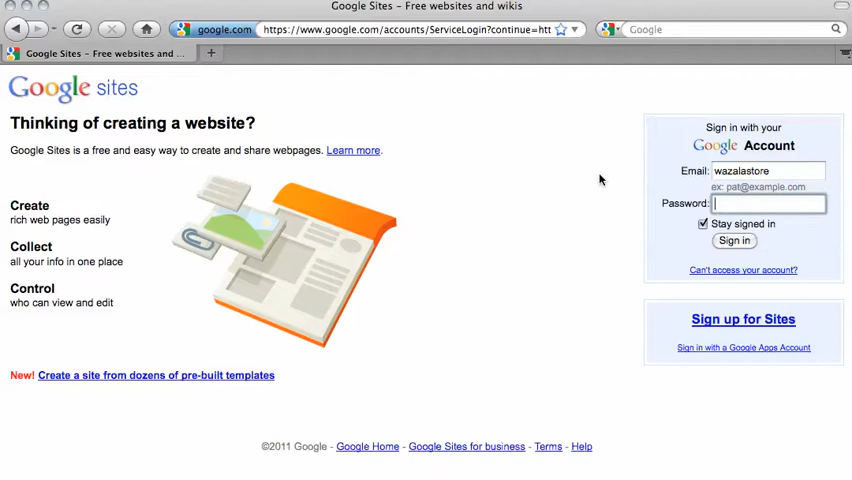 Google Sites - Free websites and wikis
google.com https://www.google.com/accounts/ServiceLogin?continue=htt
Google
Google Sites - Free websites and ...
Google sites
Thinking of creating a website?
Google Sites is a free and easy way to create and share webpages. Learn more.
Create
rich web pages easily
Collect
all your info in one place
Control
who can view and edit
New! Create a site from dozens of pre-built templates
Sign in with your
Google Account
Email: wazalastore
ex: pat@example.com
Password:
Stay signed in
Sign in
Can't access your account?
Sign up for Sites
Sign in with a Google Apps Account
©2011 Google - Google Home - Google Sites for business - Terms - Help